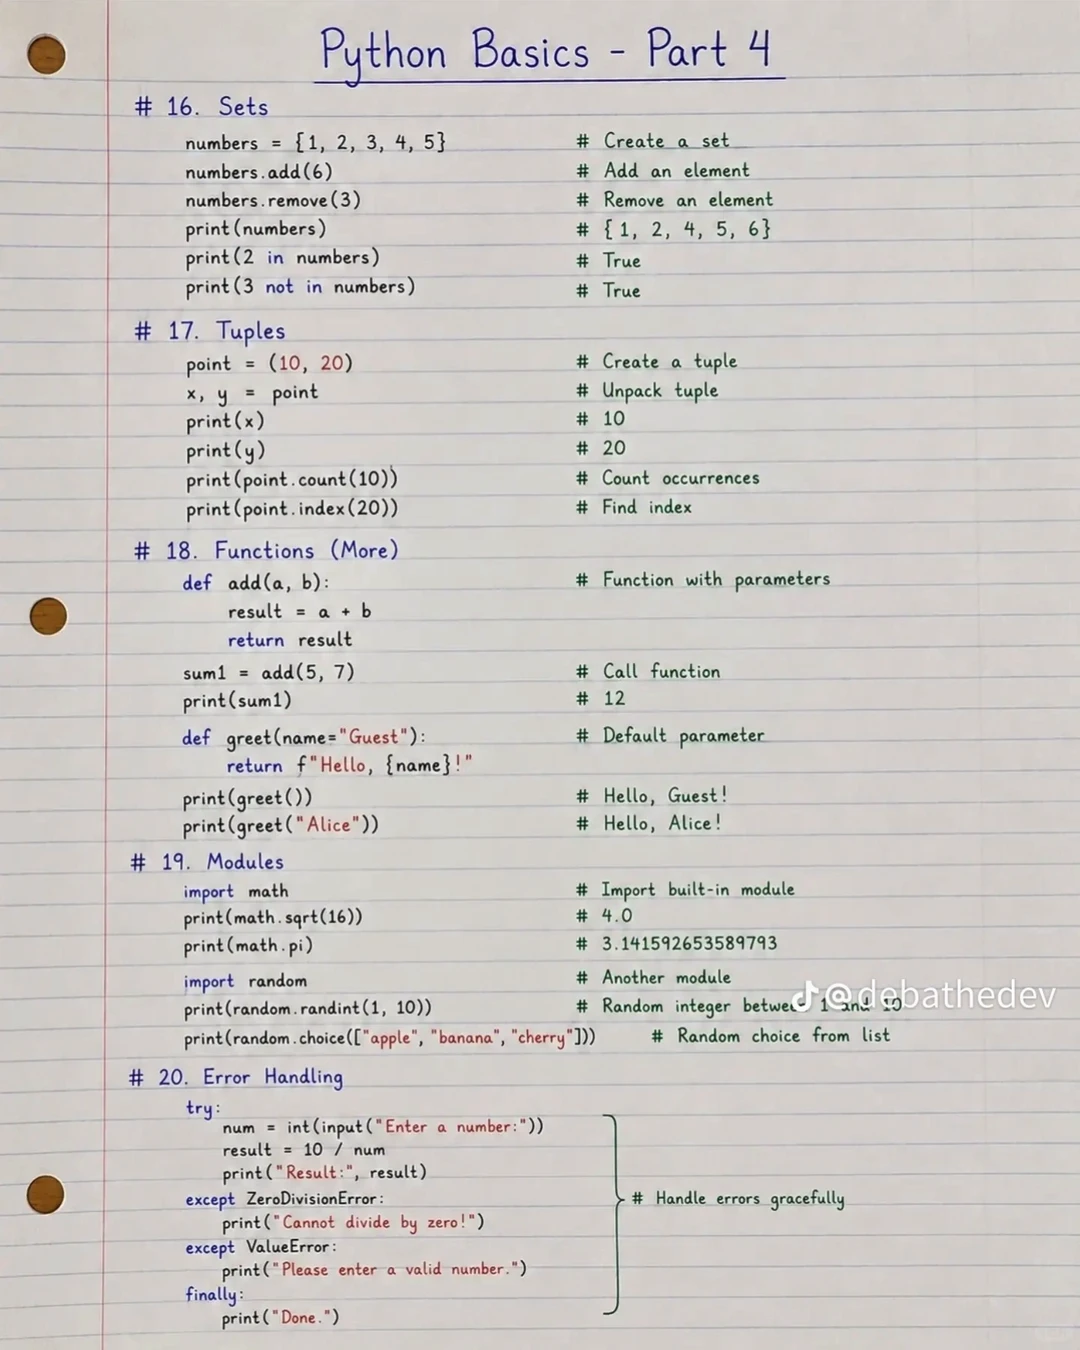 Python Basics - Part 4
# 16. Sets
numbers = {1, 2, 3, 4, 5} # Create a set
numbers.add(6) # Add an element
numbers.remove(3) # Remove an element
print(numbers) # {1, 2, 4, 5, 6}
print(2 in numbers) # True
print(3 not in numbers) # True
# 17. Tuples
point = (10, 20) # Create a tuple
x, y = point # Unpack tuple
print(x) # 10
print(y) # 20
print(point.count(10)) # Count occurrences
print(point.index(20)) # Find index
# 18. Functions (More)
def add(a, b): # Function with parameters
result = a + b
return result
sum1 = add(5, 7) # Call function
print(sum1) # 12
def greet(name="Guest"): # Default parameter
return f"Hello, {name}!"
print(greet()) # Hello, Guest!
print(greet("Alice")) # Hello, Alice!
# 19. Modules
import math # Import built-in module
print(math.sqrt(16)) # 4.0
print(math.pi) # 3.141592653589793
import random # Another module
@debathedev
print(random.randint(1, 10)) # Random integer between 1 and 10
print(random.choice(["apple", "banana", "cherry"])) # Random choice from list
# 20. Error Handling
try:
num = int(input("Enter a number:"))
result = 10 / num
print("Result:", result)
except ZeroDivisionError: # Handle errors gracefully
print("Cannot divide by zero!")
except ValueError:
print("Please enter a valid number.")
finally:
print("Done.")